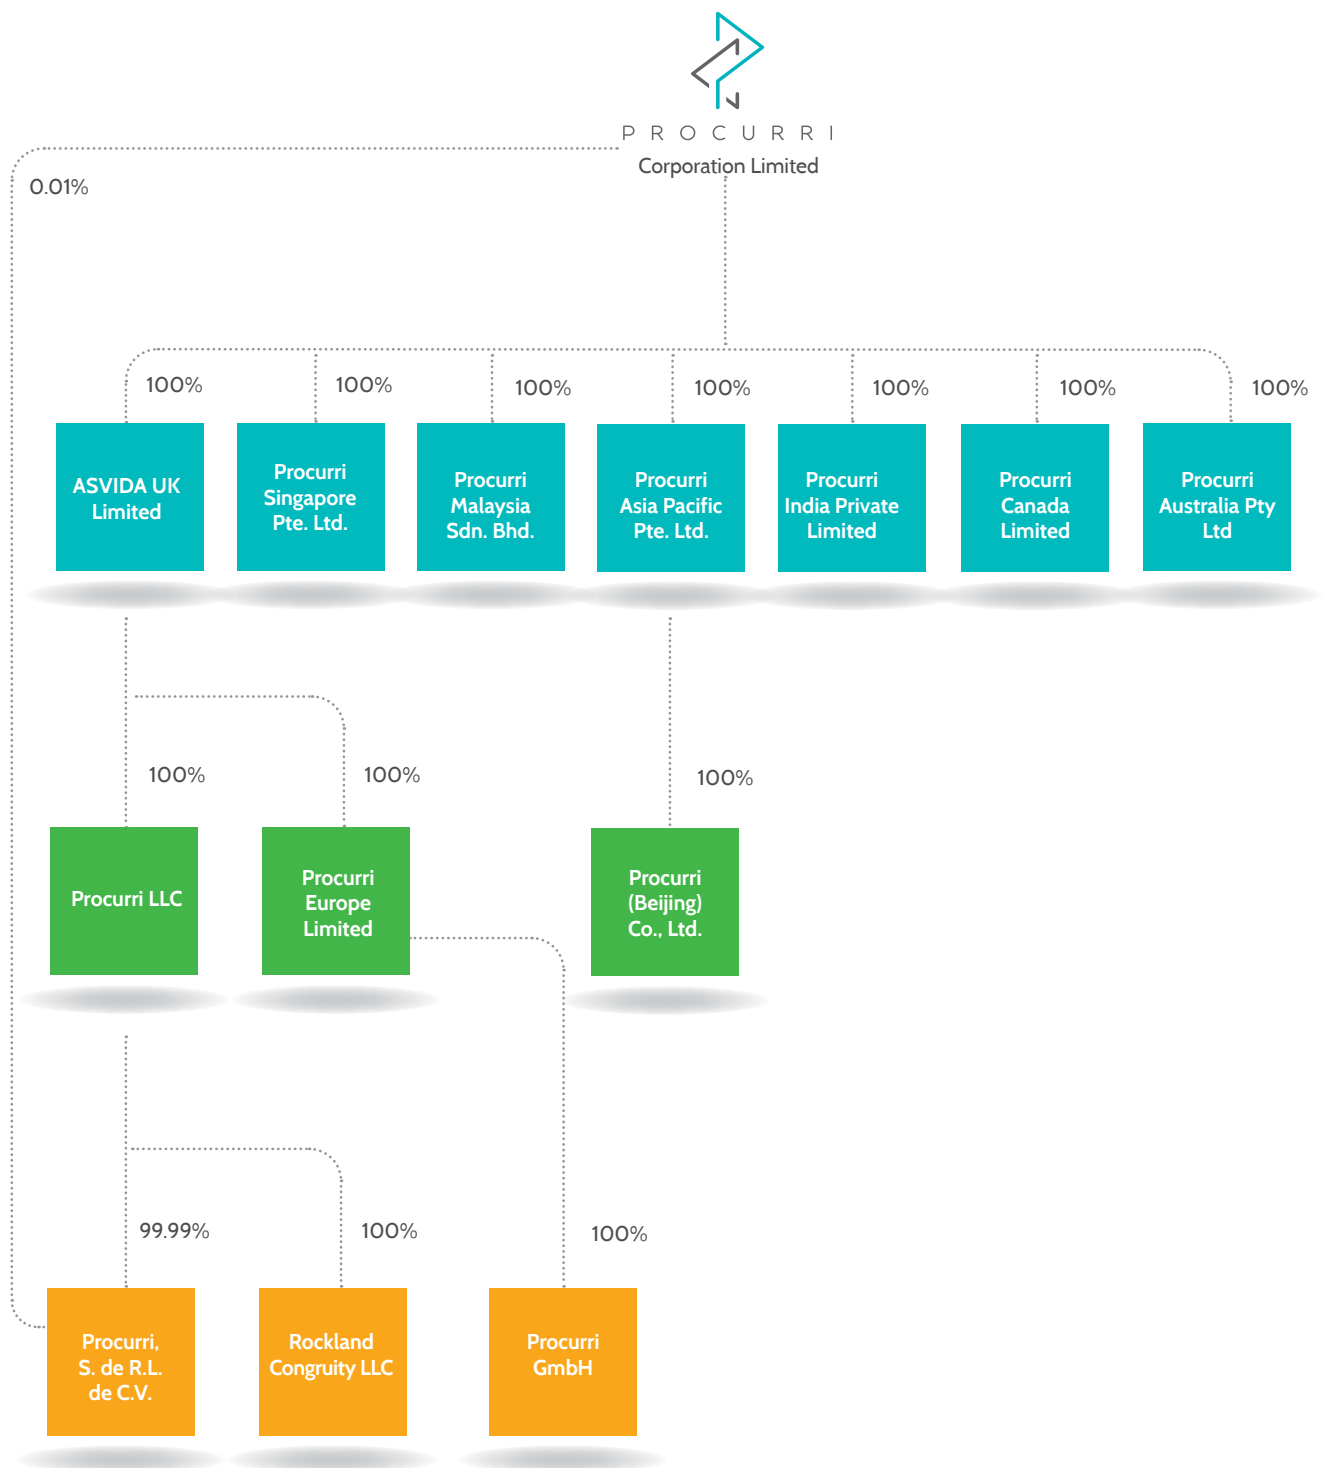 PROCURRI
Corporation Limited
0.01%
100%
100%
100%
100%
100%
100%
100%
ASVIDA UK
Limited
Procurri
Singapore
Pte. Ltd.
Procurri
Malaysia
Sdn. Bhd.
Procurri
Asia Pacific
Pte. Ltd.
Procurri
India Private
Limited
Procurri
Canada
Limited
Procurri
Australia Pty
Ltd
100%
100%
100%
Procurri LLC
Procurri
Europe
Limited
Procurri
(Beijing)
Co., Ltd.
99.99%
100%
100%
Procurri,
S. de R.L.
de C.V.
Rockland
Congruity LLC
Procurri
GmbH